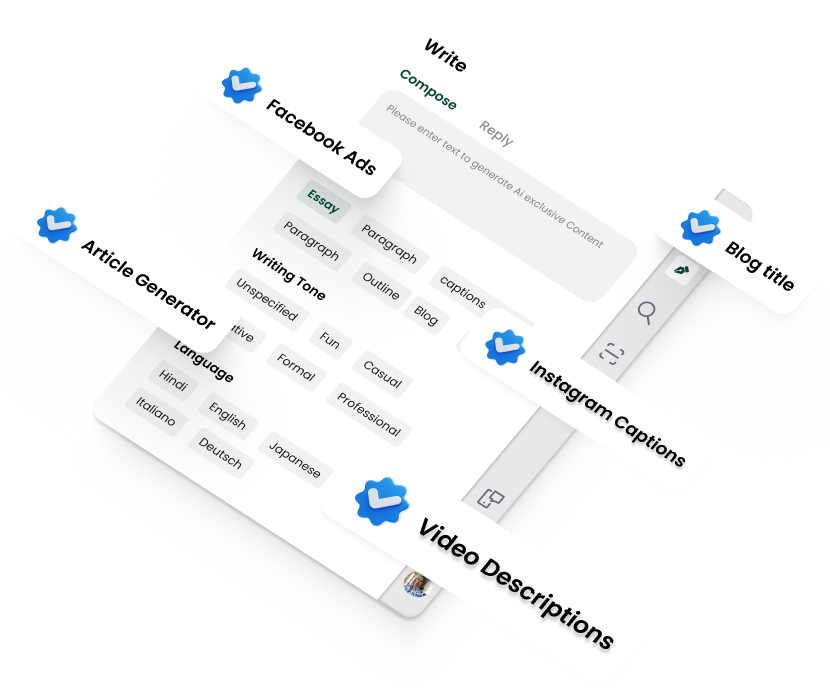 Write
Compose
Reply
Please enter text to generate Ai exclusive Content
Facebook Ads
Essay
Paragraph
Paragraph
Outline
captions
Blog
Blog title
Article Generator
Writing Tone
Unspecified
Fun
Casual
Formal
Professional
Instagram Captions
Language
Hindi
English
Italiano
Deutsch
Japanese
Video Descriptions